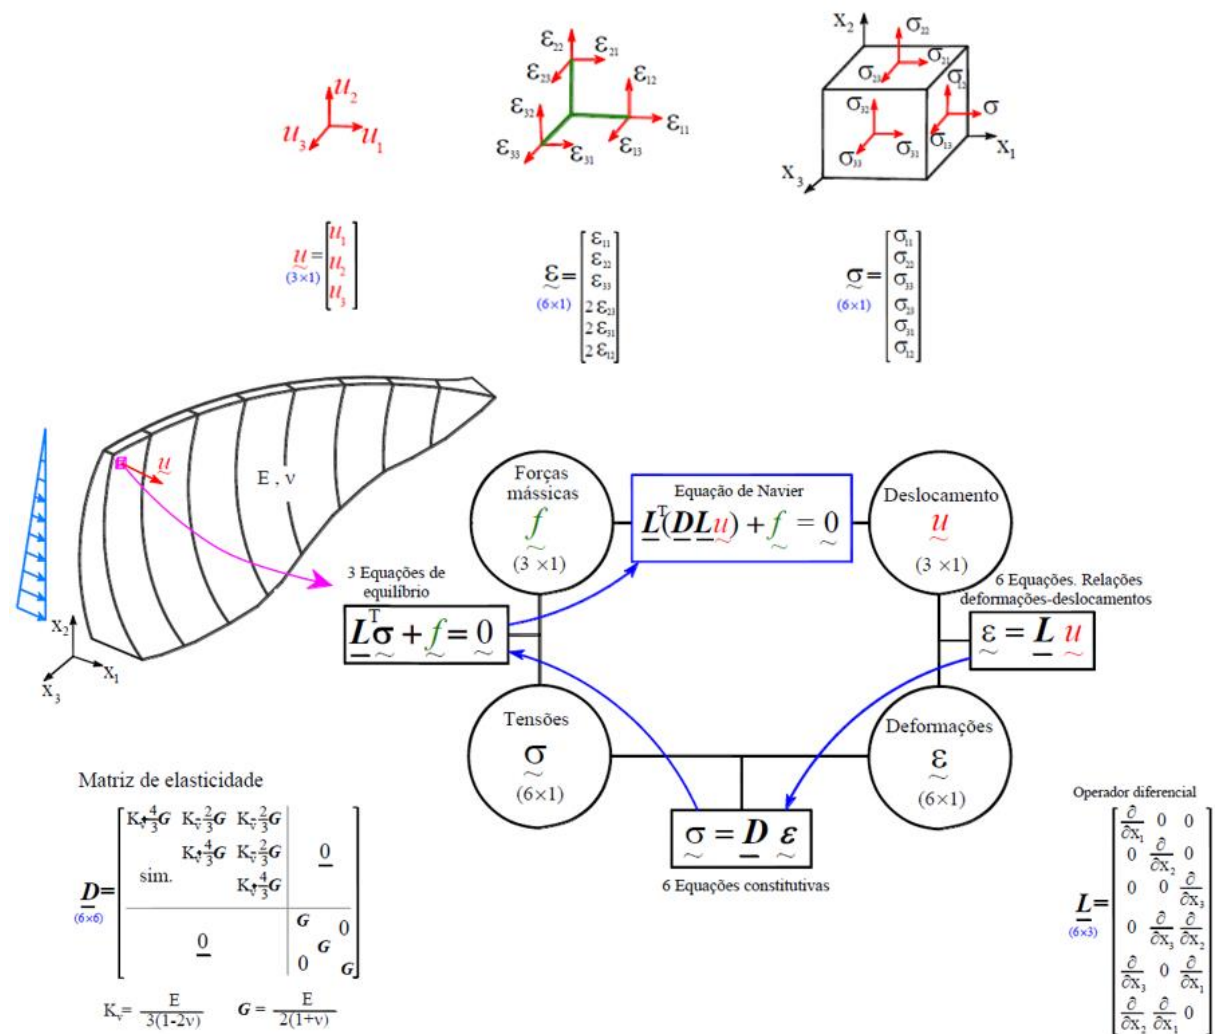 u₂
u₃ u₁
ε₂₂ ε₂₁
ε₂₃ ε₁₂
ε₃₂ ε₁₁
ε₃₃ ε₃₁ ε₁₃
X₂ σ₂₂
σ₂₁
σ₂₃ σ₁₂
σ₃₂ σ
σ₃₃ σ₃₁ σ₁₃ X₁
X₃
u = [u₁ u₂ u₃]
(3×1)
ε = [ε₁₁ ε₂₂ ε₃₃ 2ε₂₃ 2ε₃₁ 2ε₁₂]
(6×1)
σ = [σ₁₁ σ₂₂ σ₃₃ σ₂₃ σ₃₁ σ₁₂]
(6×1)
u
E , ν
X₂
X₁
X₃
Forças
mássicas
f
(3 ×1)
Equação de Navier
Lᵀ(DLu) + f = 0
Deslocamento
u
(3 ×1)
3 Equações de
equilíbrio
Lᵀσ + f = 0
6 Equações. Relações
deformações-deslocamentos
ε = L u
Tensões
σ
(6×1)
Deformações
ε
(6×1)
σ = D ε
6 Equações constitutivas
Matriz de elasticidade
Kᵥ+4/3G Kᵥ-2/3G Kᵥ-2/3G
Kᵥ+4/3G Kᵥ-2/3G 0
sim. Kᵥ+4/3G
D=
(6×6)
G 0
0 G
0 G
Kᵥ= E/3(1-2ν) G = E/2(1+ν)
Operador diferencial
∂/∂x₁ 0 0
0 ∂/∂x₂ 0
0 0 ∂/∂x₃
L=
(6×3)
0 ∂/∂x₃ ∂/∂x₂
∂/∂x₃ 0 ∂/∂x₁
∂/∂x₂ ∂/∂x₁ 0